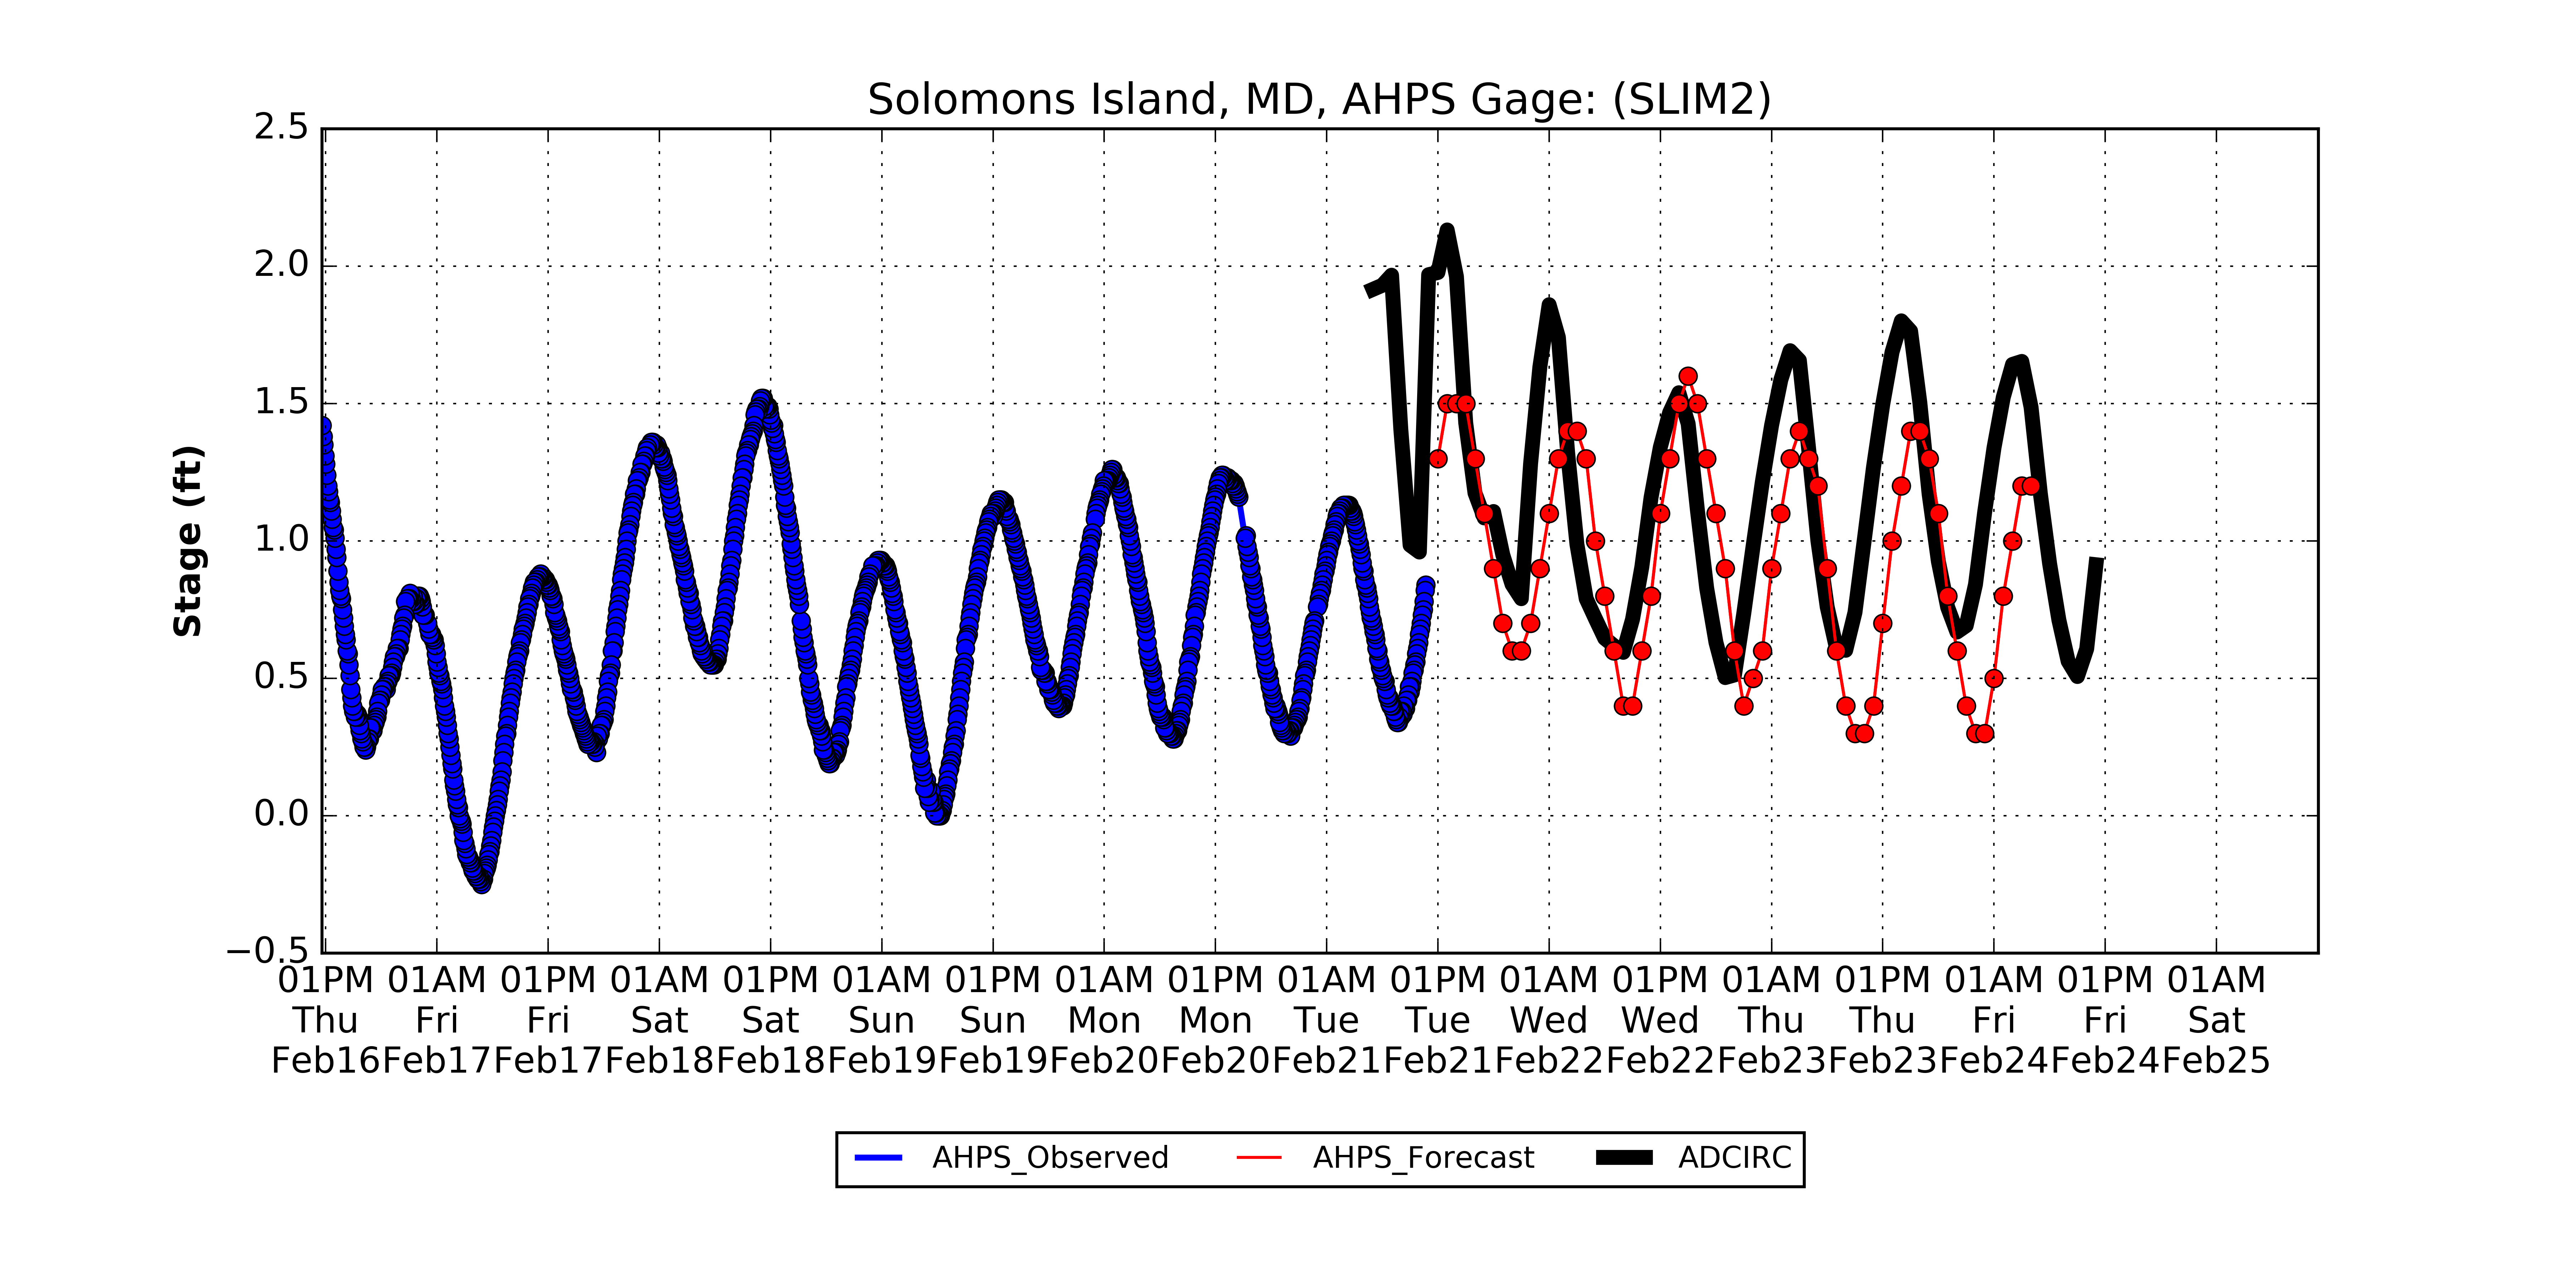 Solomons Island, MD, AHPS Gage: (SLIM2)
2.5
2.0
1.5
1.0
0.5
0.0
−0.5
Stage (ft)
01PM 01AM 01PM 01AM 01PM 01AM 01PM 01AM 01PM 01AM 01PM 01AM 01PM 01AM 01PM 01AM 01PM 01AM
Thu Fri Fri Sat Sat Sun Sun Mon Mon Tue Tue Wed Wed Thu Thu Fri Fri Sat
Feb16 Feb17 Feb17 Feb18 Feb18 Feb19 Feb19 Feb20 Feb20 Feb21 Feb21 Feb22 Feb22 Feb23 Feb23 Feb24 Feb24 Feb25
AHPS_Observed AHPS_Forecast ADCIRC